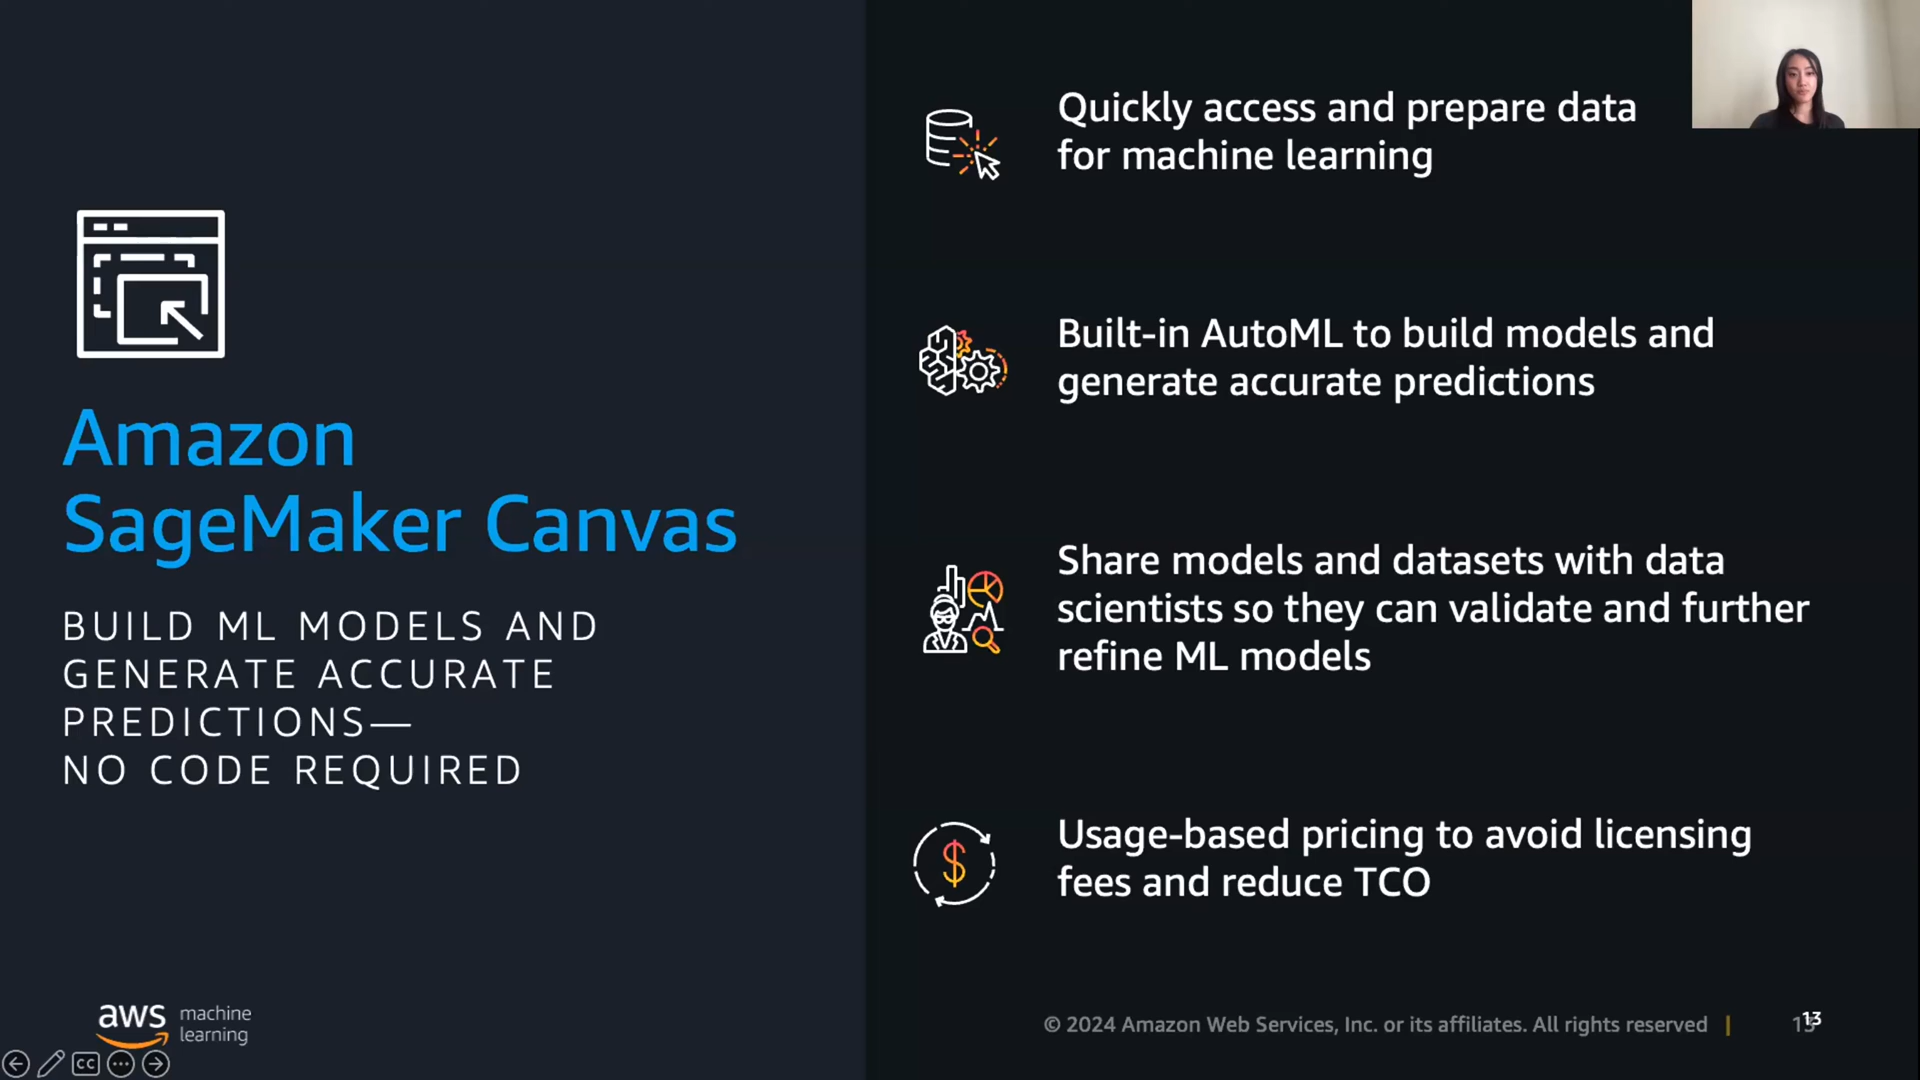 Amazon
SageMaker Canvas
BUILD ML MODELS AND
GENERATE ACCURATE
PREDICTIONS—
NO CODE REQUIRED
Quickly access and prepare data
for machine learning
Built-in AutoML to build models and
generate accurate predictions
Share models and datasets with data
scientists so they can validate and further
refine ML models
Usage-based pricing to avoid licensing
fees and reduce TCO
aws machine
learning
CC
© 2024 Amazon Web Services, Inc. or its affiliates. All rights reserved |
13